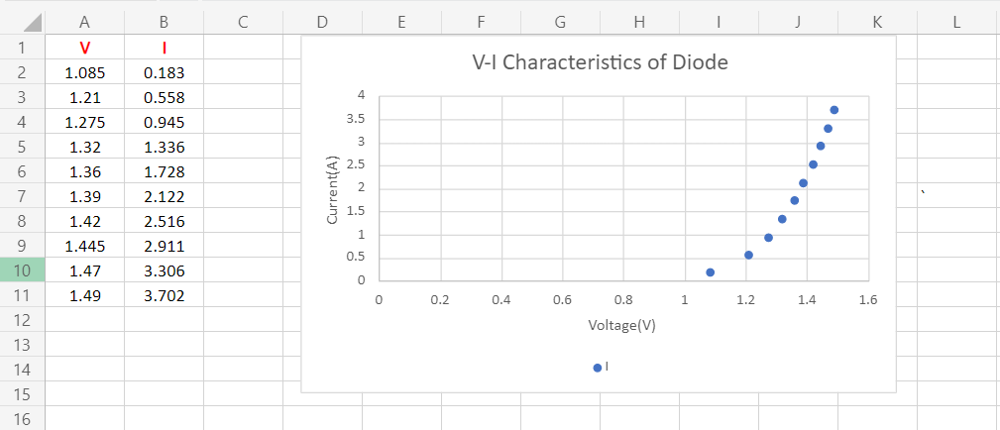 A B C D E F G H I J K L
1 V I
2 1.085 0.183
3 1.21 0.558
4 1.275 0.945
5 1.32 1.336
6 1.36 1.728
7 1.39 2.122 `
8 1.42 2.516
9 1.445 2.911
10 1.47 3.306
11 1.49 3.702
12
13
14
15
16
V-I Characteristics of Diode
Current(A)
4
3.5
3
2.5
2
1.5
1
0.5
0
0 0.2 0.4 0.6 0.8 1 1.2 1.4 1.6
Voltage(V)
I